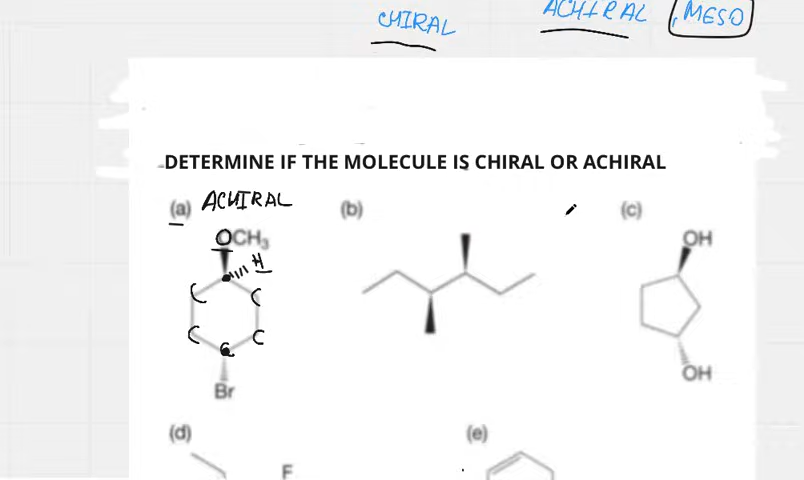 CHIRAL ACHIRAL MESO
DETERMINE IF THE MOLECULE IS CHIRAL OR ACHIRAL
(a) ACHIRAL (b) (c)
OCH₃ OH
H
C C
C C
C
Br OH
(d) (e)
F